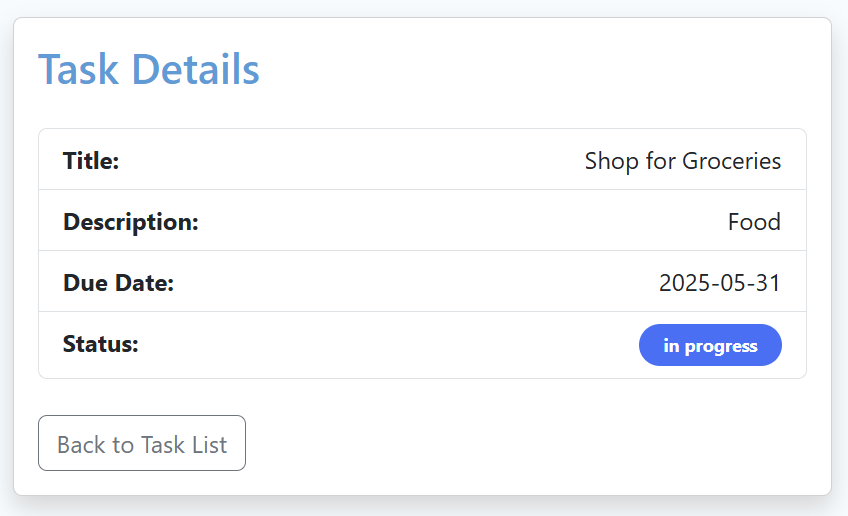 Task Details
Title: Shop for Groceries
Description: Food
Due Date: 2025-05-31
Status: in progress
Back to Task List